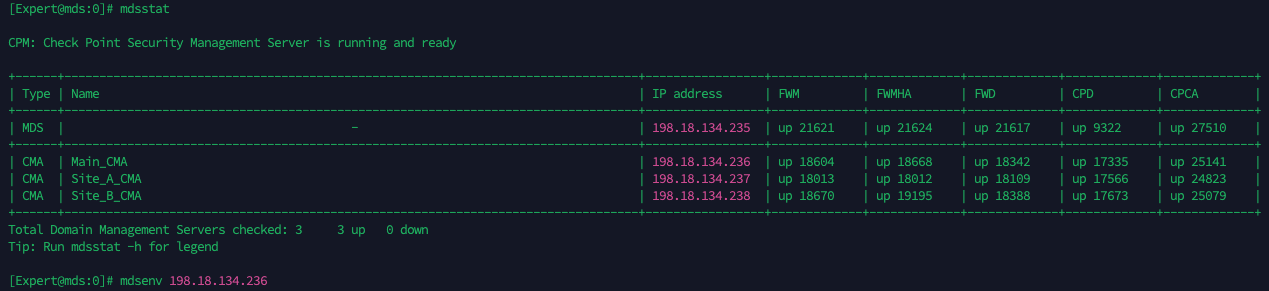 [Expert@mds:0]# mdsstat
CPM: Check Point Security Management Server is running and ready
+------+----------------------------------------------------------------------------------+-----------------+-------------+-------------+-------------+-------------+-------------+
| Type | Name | IP address | FWM | FWMHA | FWD | CPD | CPCA |
+------+----------------------------------------------------------------------------------+-----------------+-------------+-------------+-------------+-------------+-------------+
| MDS | - | 198.18.134.235 | up 21621 | up 21624 | up 21617 | up 9322 | up 27510 |
+------+----------------------------------------------------------------------------------+-----------------+-------------+-------------+-------------+-------------+-------------+
| CMA | Main_CMA | 198.18.134.236 | up 18604 | up 18668 | up 18342 | up 17335 | up 25141 |
| CMA | Site_A_CMA | 198.18.134.237 | up 18013 | up 18012 | up 18109 | up 17566 | up 24823 |
| CMA | Site_B_CMA | 198.18.134.238 | up 18670 | up 19195 | up 18388 | up 17673 | up 25079 |
+------+----------------------------------------------------------------------------------+-----------------+-------------+-------------+-------------+-------------+-------------+
Total Domain Management Servers checked: 3 3 up 0 down
Tip: Run mdsstat -h for legend
[Expert@mds:0]# mdsenv 198.18.134.236